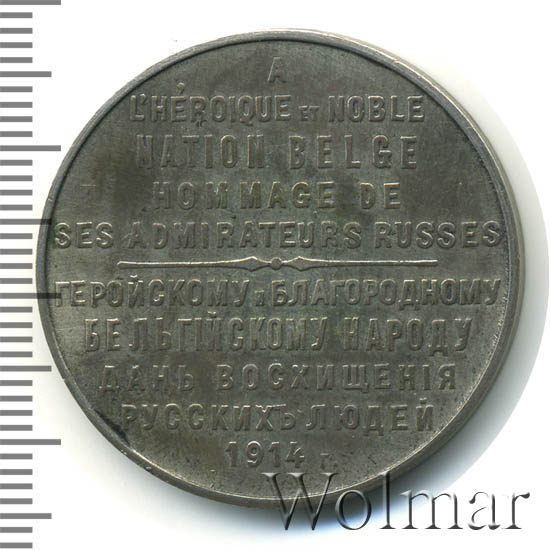 A
L'HÉROIQUE ET NOBLE
NATION BELGE
HOMMAGE DE
SES ADMIRATEURS RUSSES
ГЕРОЙСКОМУ и БЛАГОРОДНОМУ
БЕЛЬГІЙСКОМУ НАРОДУ
ДАНЬ ВОСХИЩЕНІЯ
РУССКИХЪ ЛЮДЕЙ
1914 г.
Wolmar